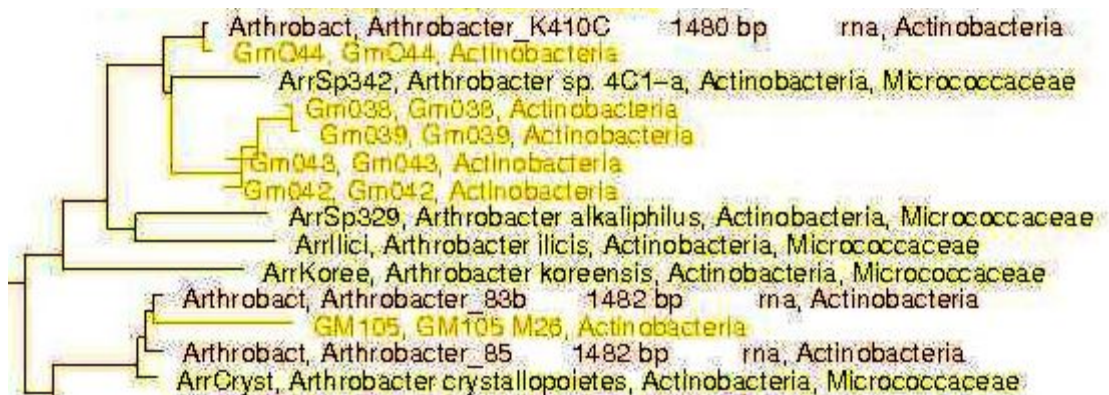 Arthrobact, Arthrobacter_K410C 1480 bp rna, Actinobacteria
Gm044, Gm044, Actinobacteria
ArrSp342, Arthrobacter sp. 4C1-a, Actinobacteria, Micrococcaceae
Gm038, Gm038, Actinobacteria
Gm039, Gm039, Actinobacteria
Gm043, Gm043, Actinobacteria
Gm042, Gm042, Actinobacteria
ArrSp329, Arthrobacter alkaliphilus, Actinobacteria, Micrococcaceae
ArrIlici, Arthrobacter ilicis, Actinobacteria, Micrococcaceae
ArrKoree, Arthrobacter koreensis, Actinobacteria, Micrococcaceae
Arthrobact, Arthrobacter_83b 1482 bp rna, Actinobacteria
GM105, GM105 M26, Actinobacteria
Arthrobact, Arthrobacter_85 1482 bp rna, Actinobacteria
ArrCryst, Arthrobacter crystallopoietes, Actinobacteria, Micrococcaceae